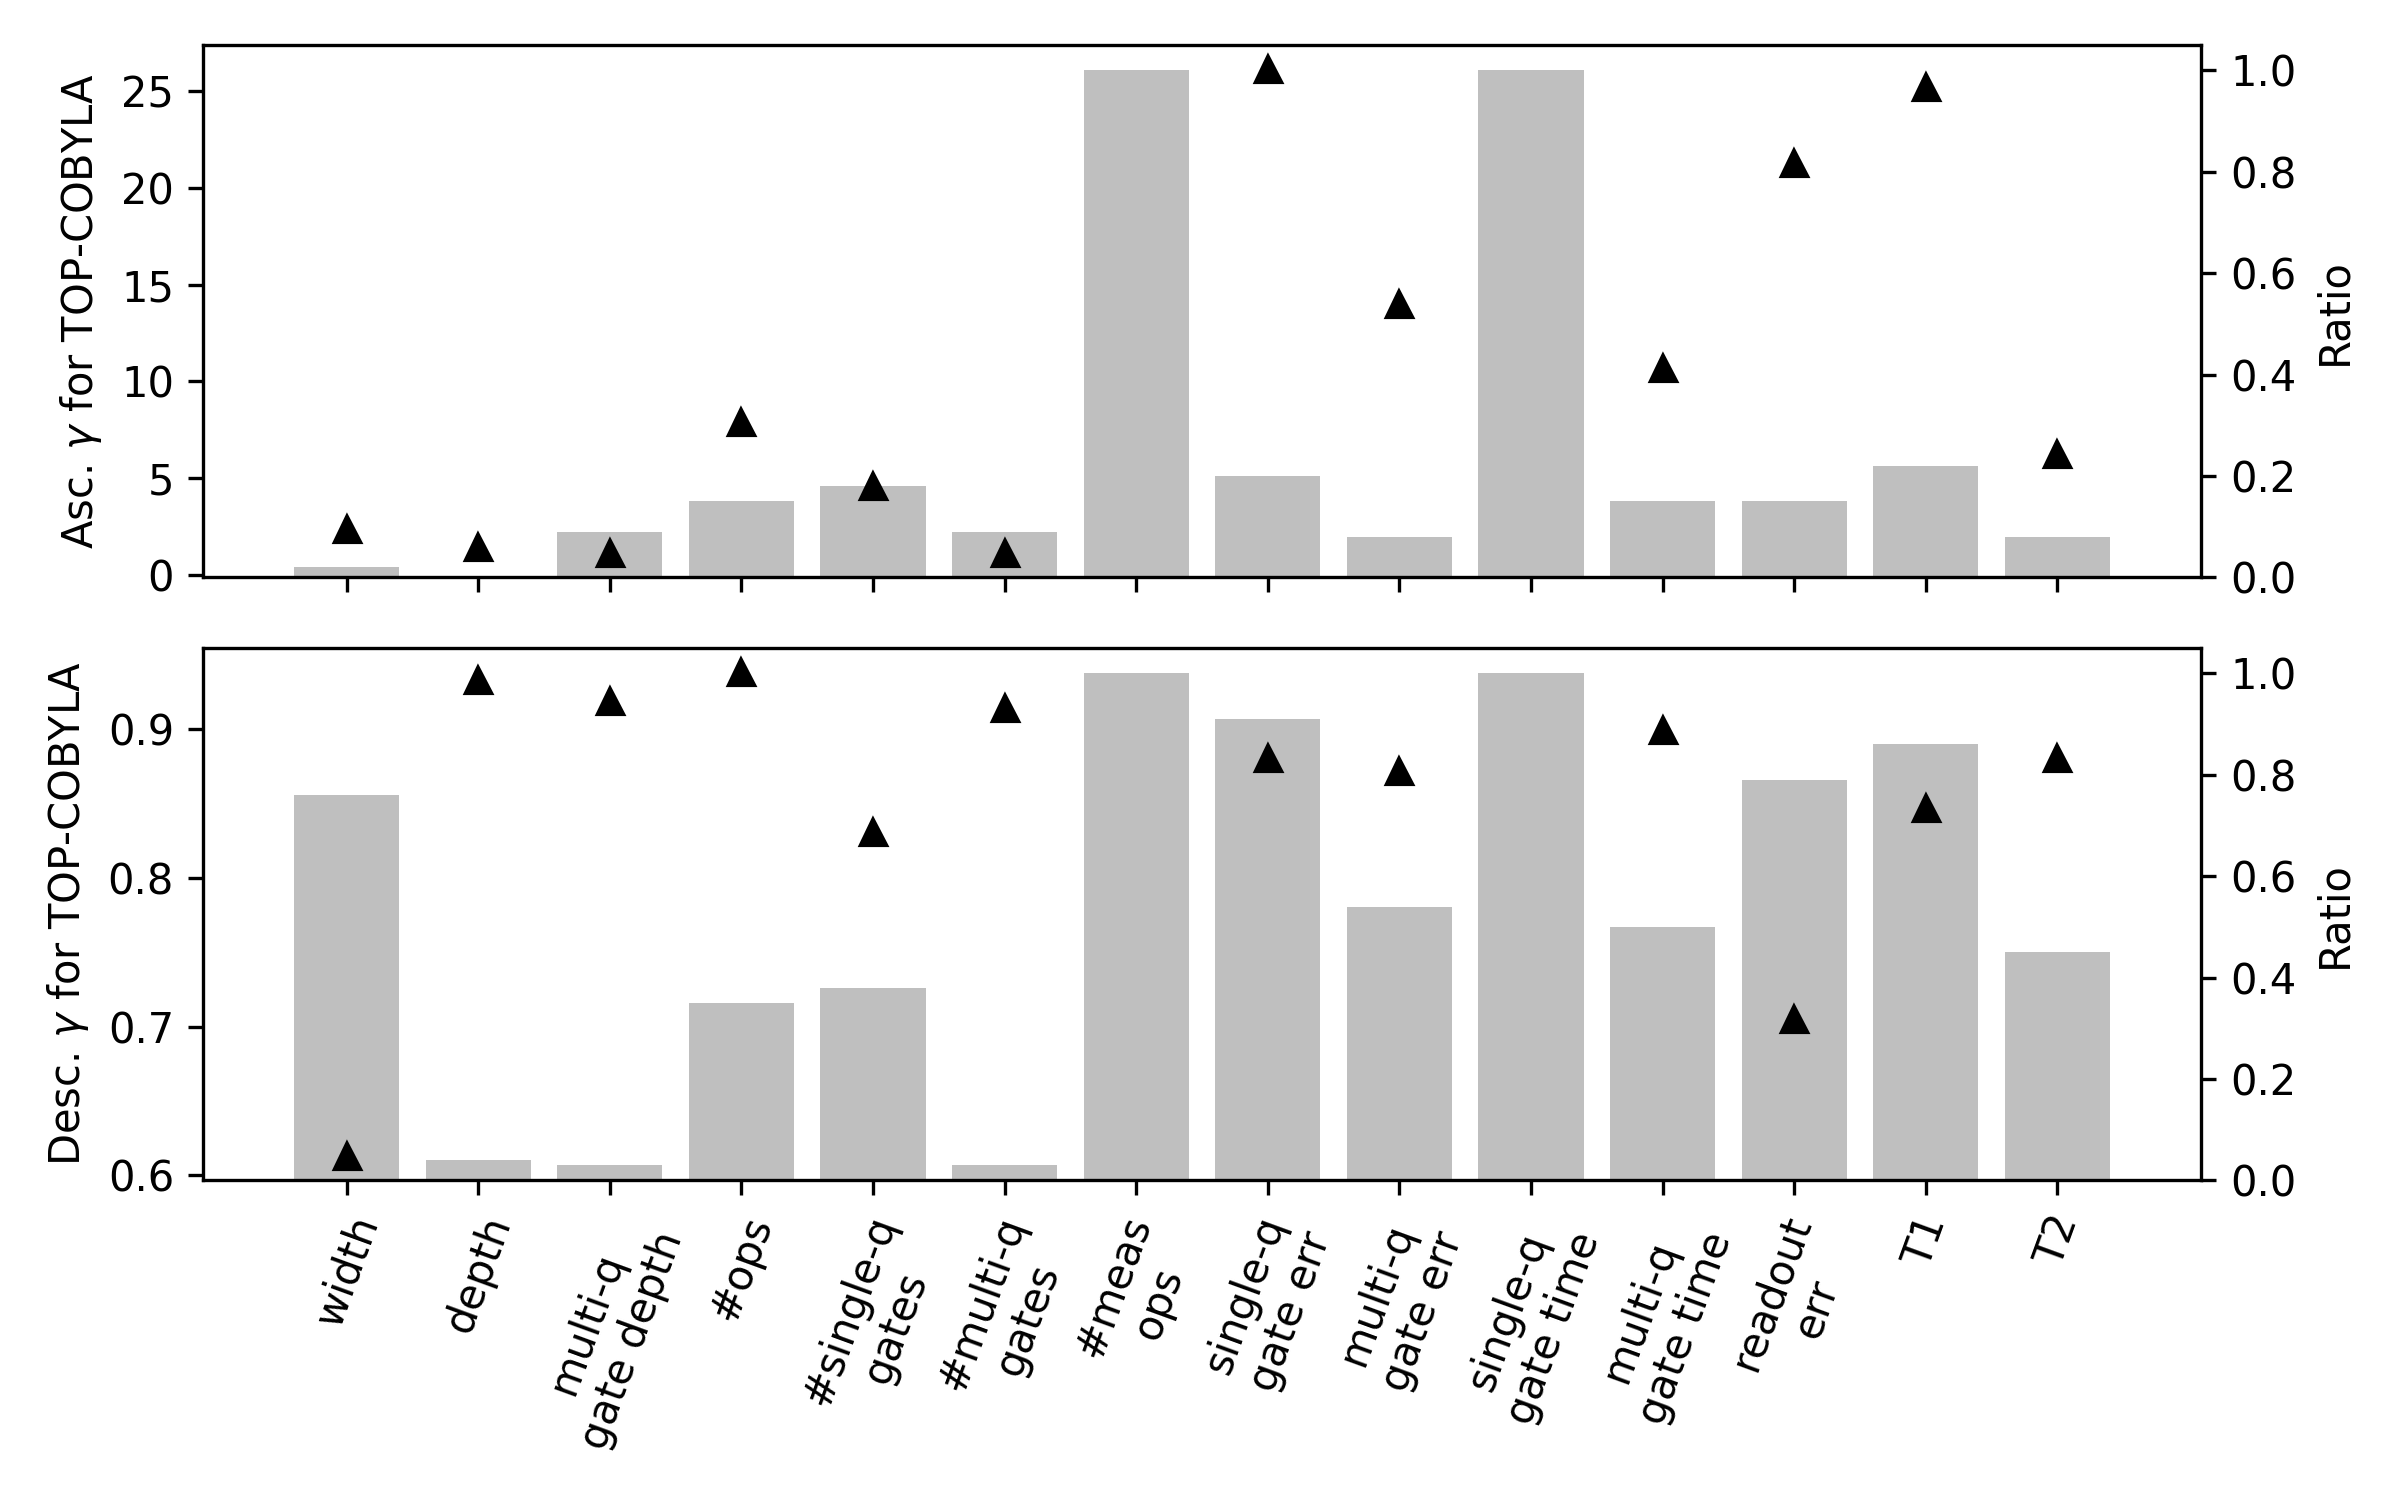 Asc. γ for TOP-COBYLA
25
20
15
10
5
0
1.0
0.8
0.6
0.4
0.2
0.0
Ratio
Desc. γ for TOP-COBYLA
0.9
0.8
0.7
0.6
1.0
0.8
0.6
0.4
0.2
0.0
Ratio
width
depth
multi-q
gate depth
#ops
#single-q
gates
#multi-q
gates
#meas
ops
single-q
gate err
multi-q
gate err
single-q
gate time
multi-q
gate time
readout
err
T1
T2